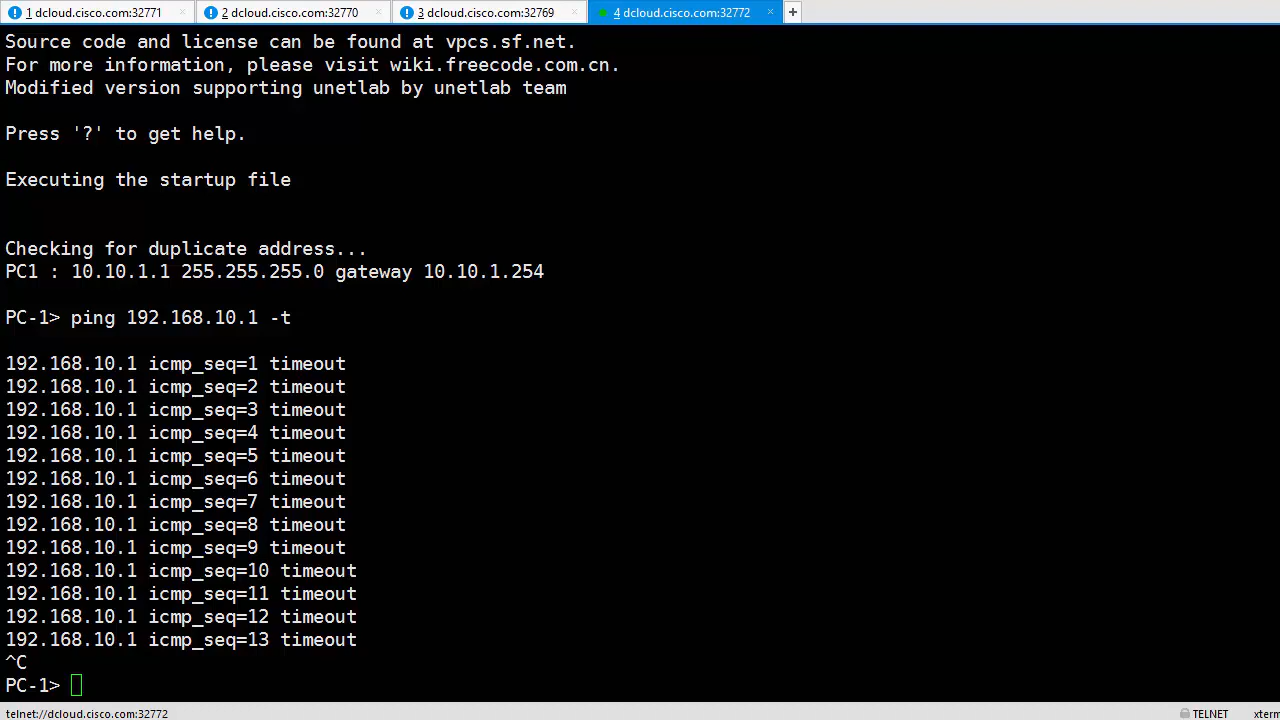 1 dcloud.cisco.com:32771
2 dcloud.cisco.com:32770
3 dcloud.cisco.com:32769
4 dcloud.cisco.com:32772
Source code and license can be found at vpcs.sf.net.
For more information, please visit wiki.freecode.com.cn.
Modified version supporting unetlab by unetlab team
Press '?' to get help.
Executing the startup file
Checking for duplicate address...
PC1 : 10.10.1.1 255.255.255.0 gateway 10.10.1.254
PC-1> ping 192.168.10.1 -t
192.168.10.1 icmp_seq=1 timeout
192.168.10.1 icmp_seq=2 timeout
192.168.10.1 icmp_seq=3 timeout
192.168.10.1 icmp_seq=4 timeout
192.168.10.1 icmp_seq=5 timeout
192.168.10.1 icmp_seq=6 timeout
192.168.10.1 icmp_seq=7 timeout
192.168.10.1 icmp_seq=8 timeout
192.168.10.1 icmp_seq=9 timeout
192.168.10.1 icmp_seq=10 timeout
192.168.10.1 icmp_seq=11 timeout
192.168.10.1 icmp_seq=12 timeout
192.168.10.1 icmp_seq=13 timeout
^C
PC-1>
telnet://dcloud.cisco.com:32772
TELNET
xterm